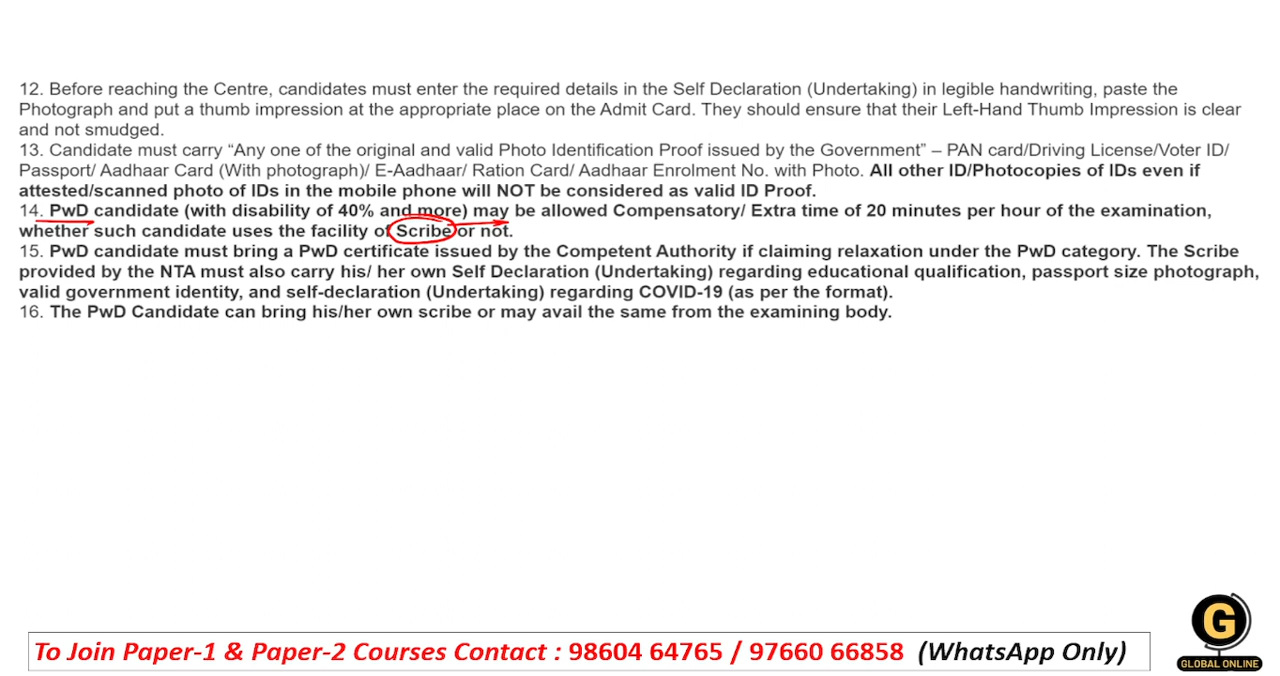 12. Before reaching the Centre, candidates must enter the required details in the Self Declaration (Undertaking) in legible handwriting, paste the
Photograph and put a thumb impression at the appropriate place on the Admit Card. They should ensure that their Left-Hand Thumb Impression is clear
and not smudged.
13. Candidate must carry “Any one of the original and valid Photo Identification Proof issued by the Government” – PAN card/Driving License/Voter ID/
Passport/ Aadhaar Card (With photograph)/ E-Aadhaar/ Ration Card/ Aadhaar Enrolment No. with Photo. All other ID/Photocopies of IDs even if
attested/scanned photo of IDs in the mobile phone will NOT be considered as valid ID Proof.
14. PwD candidate (with disability of 40% and more) may be allowed Compensatory/ Extra time of 20 minutes per hour of the examination,
whether such candidate uses the facility of Scribe or not.
15. PwD candidate must bring a PwD certificate issued by the Competent Authority if claiming relaxation under the PwD category. The Scribe
provided by the NTA must also carry his/ her own Self Declaration (Undertaking) regarding educational qualification, passport size photograph,
valid government identity, and self-declaration (Undertaking) regarding COVID-19 (as per the format).
16. The PwD Candidate can bring his/her own scribe or may avail the same from the examining body.
To Join Paper-1 & Paper-2 Courses Contact : 98604 64765 / 97660 66858 (WhatsApp Only)
G
GLOBAL ONLINE